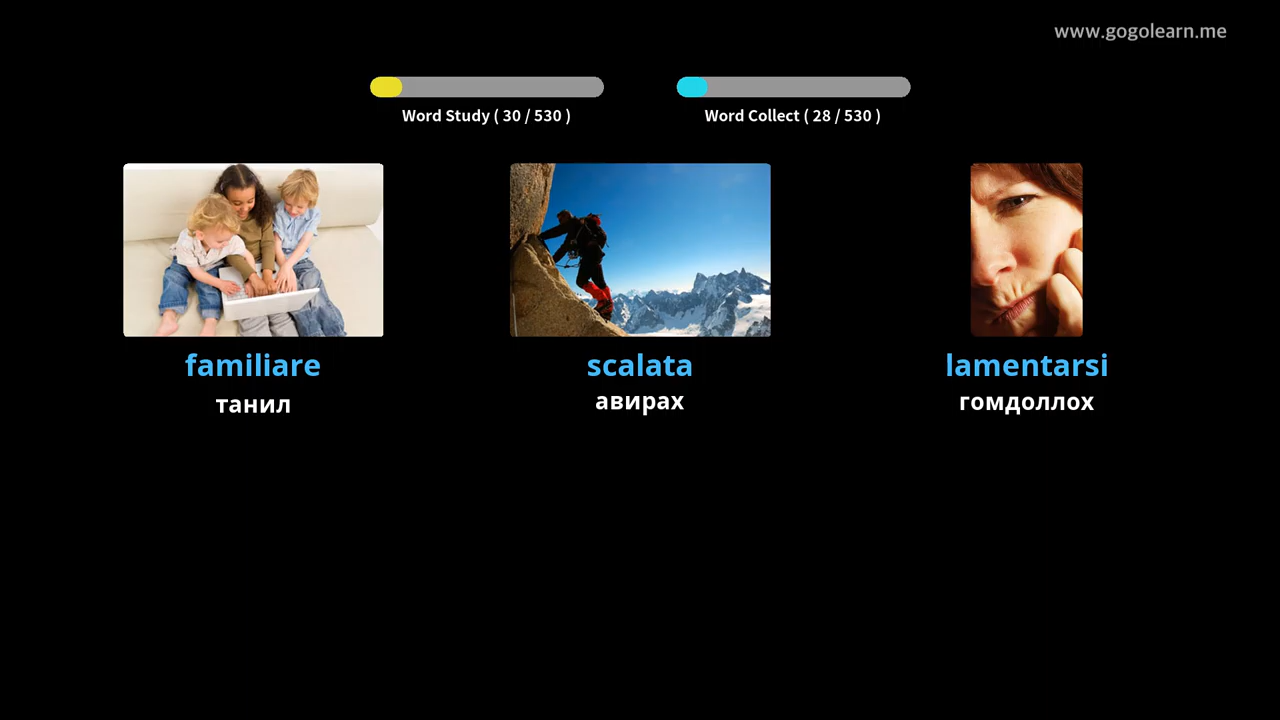 www.gogolearn.me
Word Study ( 30 / 530 )
Word Collect ( 28 / 530 )
familiare
танил
scalata
авирах
lamentarsi
гомдоллох